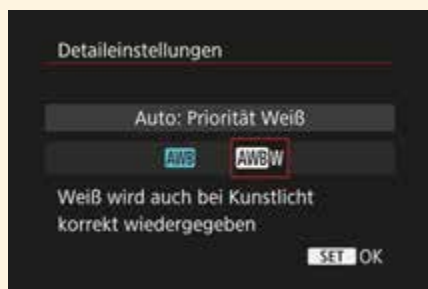 Detaileinstellungen
Auto: Priorität Weiß
AWB AWBW
Weiß wird auch bei Kunstlicht
korrekt wiedergegeben
SET OK